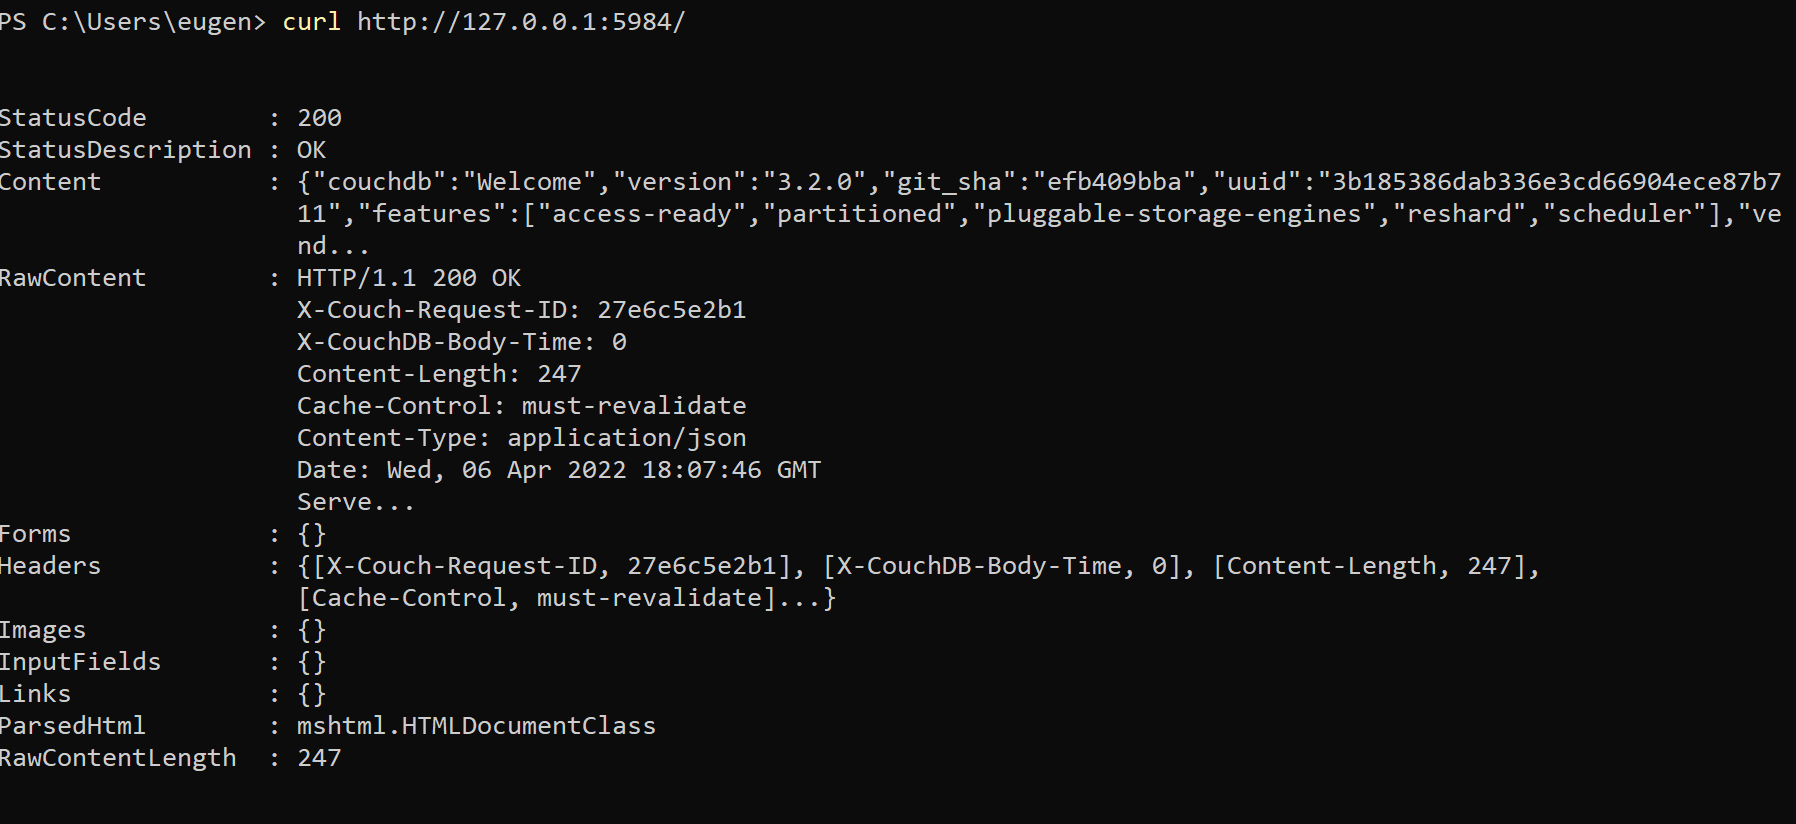 PS C:\Users\eugen> curl http://127.0.0.1:5984/
StatusCode        : 200
StatusDescription : OK
Content           : {"couchdb":"Welcome","version":"3.2.0","git_sha":"efb409bba","uuid":"3b185386dab336e3cd66904ece87b7
                    11","features":["access-ready","partitioned","pluggable-storage-engines","reshard","scheduler"],"ve
                    nd...
RawContent        : HTTP/1.1 200 OK
                    X-Couch-Request-ID: 27e6c5e2b1
                    X-CouchDB-Body-Time: 0
                    Content-Length: 247
                    Cache-Control: must-revalidate
                    Content-Type: application/json
                    Date: Wed, 06 Apr 2022 18:07:46 GMT
                    Serve...
Forms             : {}
Headers           : {[X-Couch-Request-ID, 27e6c5e2b1], [X-CouchDB-Body-Time, 0], [Content-Length, 247],
                    [Cache-Control, must-revalidate]...}
Images            : {}
InputFields       : {}
Links             : {}
ParsedHtml        : mshtml.HTMLDocumentClass
RawContentLength  : 247